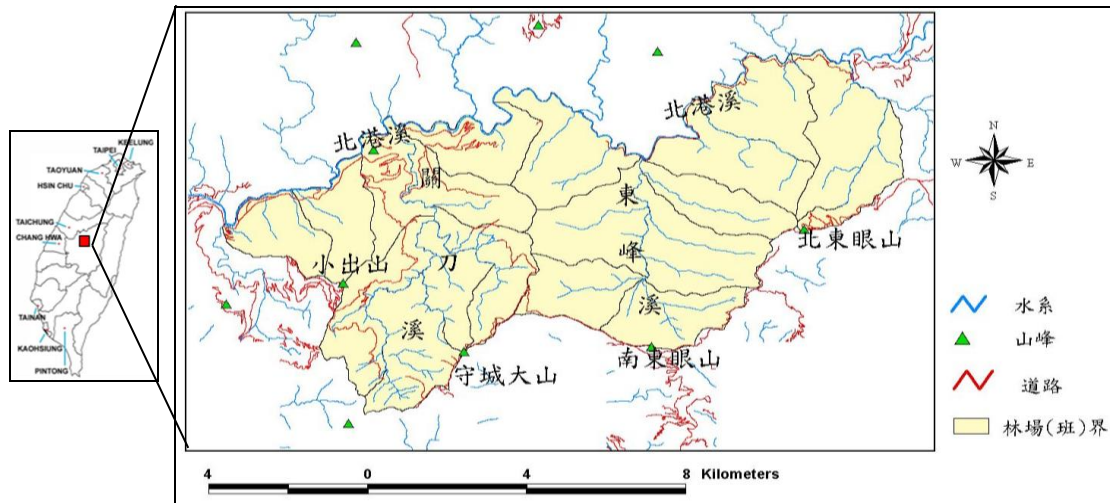 KEELUNG
TAIPEI
TAOYUAN
HSIN CHU
TAICHUNG
CHANG HWA
TAINAN
KAOHSIUNG
PINTONG
北港溪
北港溪
關
刀
溪
東
峰
溪
小出山
守城大山
南東眼山
北東眼山
N
W
E
S
水系
山峰
道路
林場(班)界
4 0 4 8 Kilometers